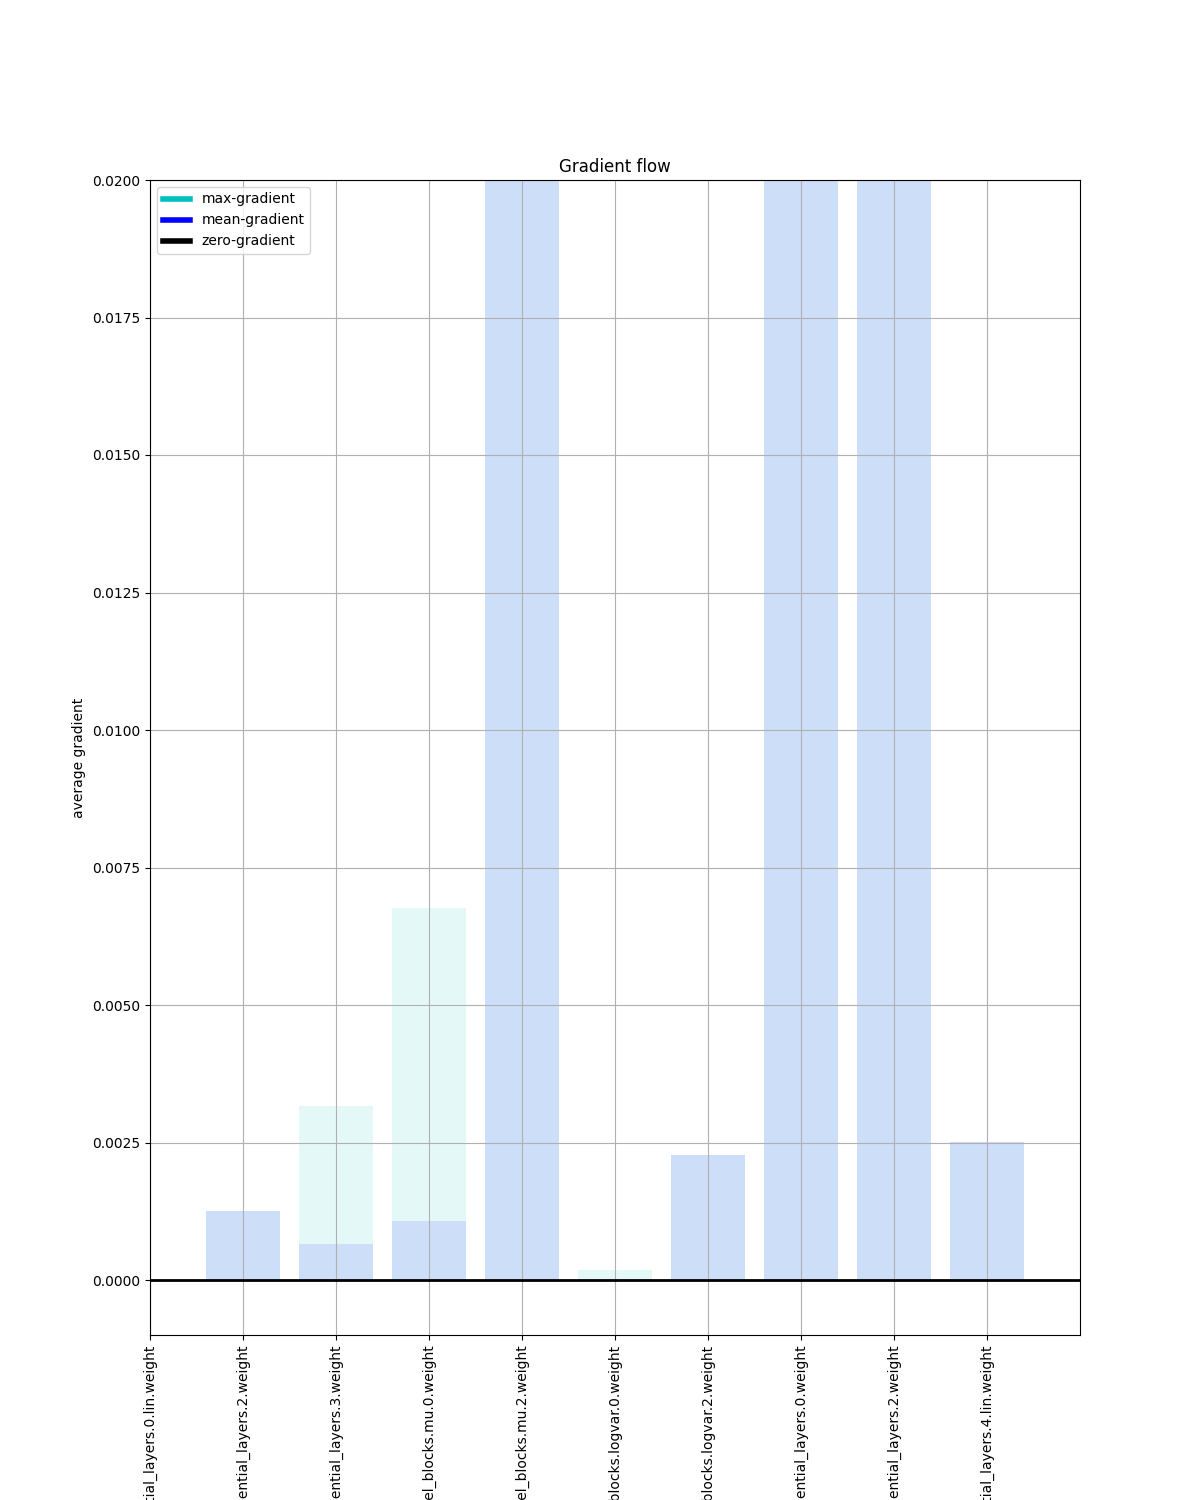 Gradient flow
max-gradient
mean-gradient
zero-gradient
0.0200
0.0175
0.0150
0.0125
0.0100
0.0075
0.0050
0.0025
0.0000
average gradient
tial_layers.0.lin.weight
ential_layers.2.weight
ential_layers.3.weight
el_blocks.mu.0.weight
el_blocks.mu.2.weight
blocks.logvar.0.weight
blocks.logvar.2.weight
ential_layers.0.weight
ential_layers.2.weight
tial_layers.4.lin.weight